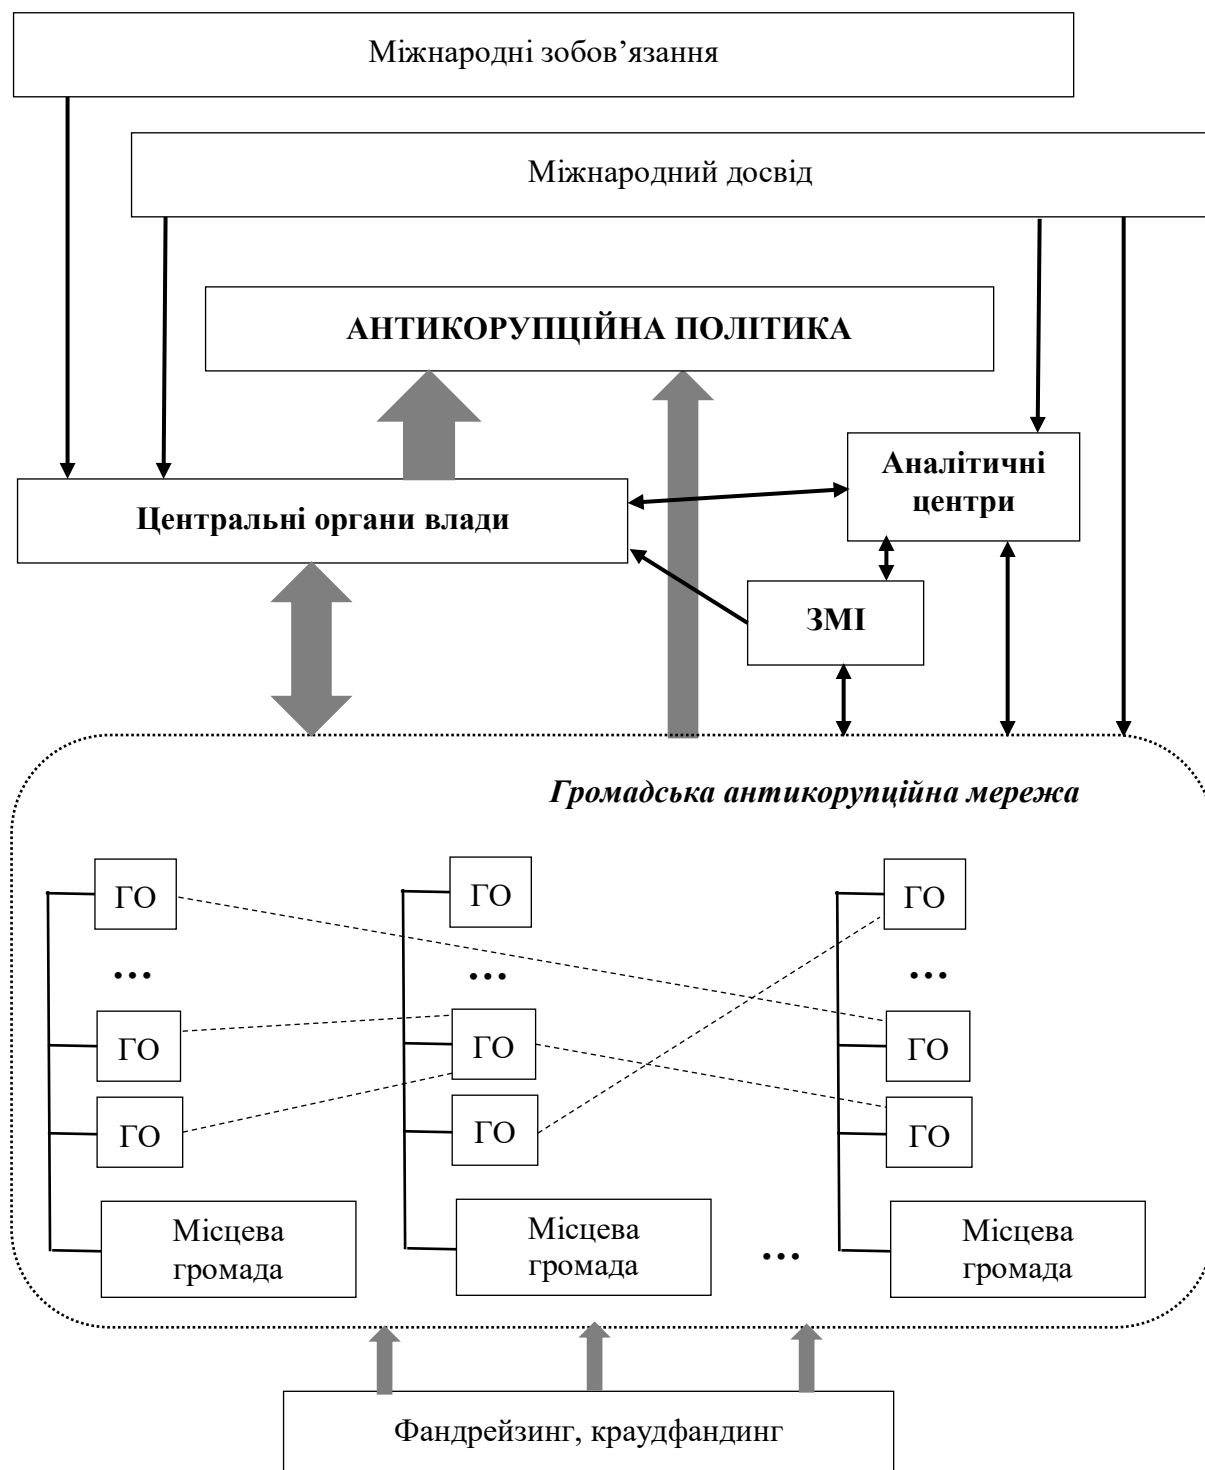 Міжнародні зобов’язання
Міжнародний досвід
АНТИКОРУПЦІЙНА ПОЛІТИКА
Аналітичні
центри
Центральні органи влади
ЗМІ
Громадська антикорупційна мережа
ГО ГО ГО
... ... ...
ГО ГО ГО
ГО ГО ГО
Місцева Місцева Місцева
громада громада ... громада
Фандрейзинг, краудфандинг